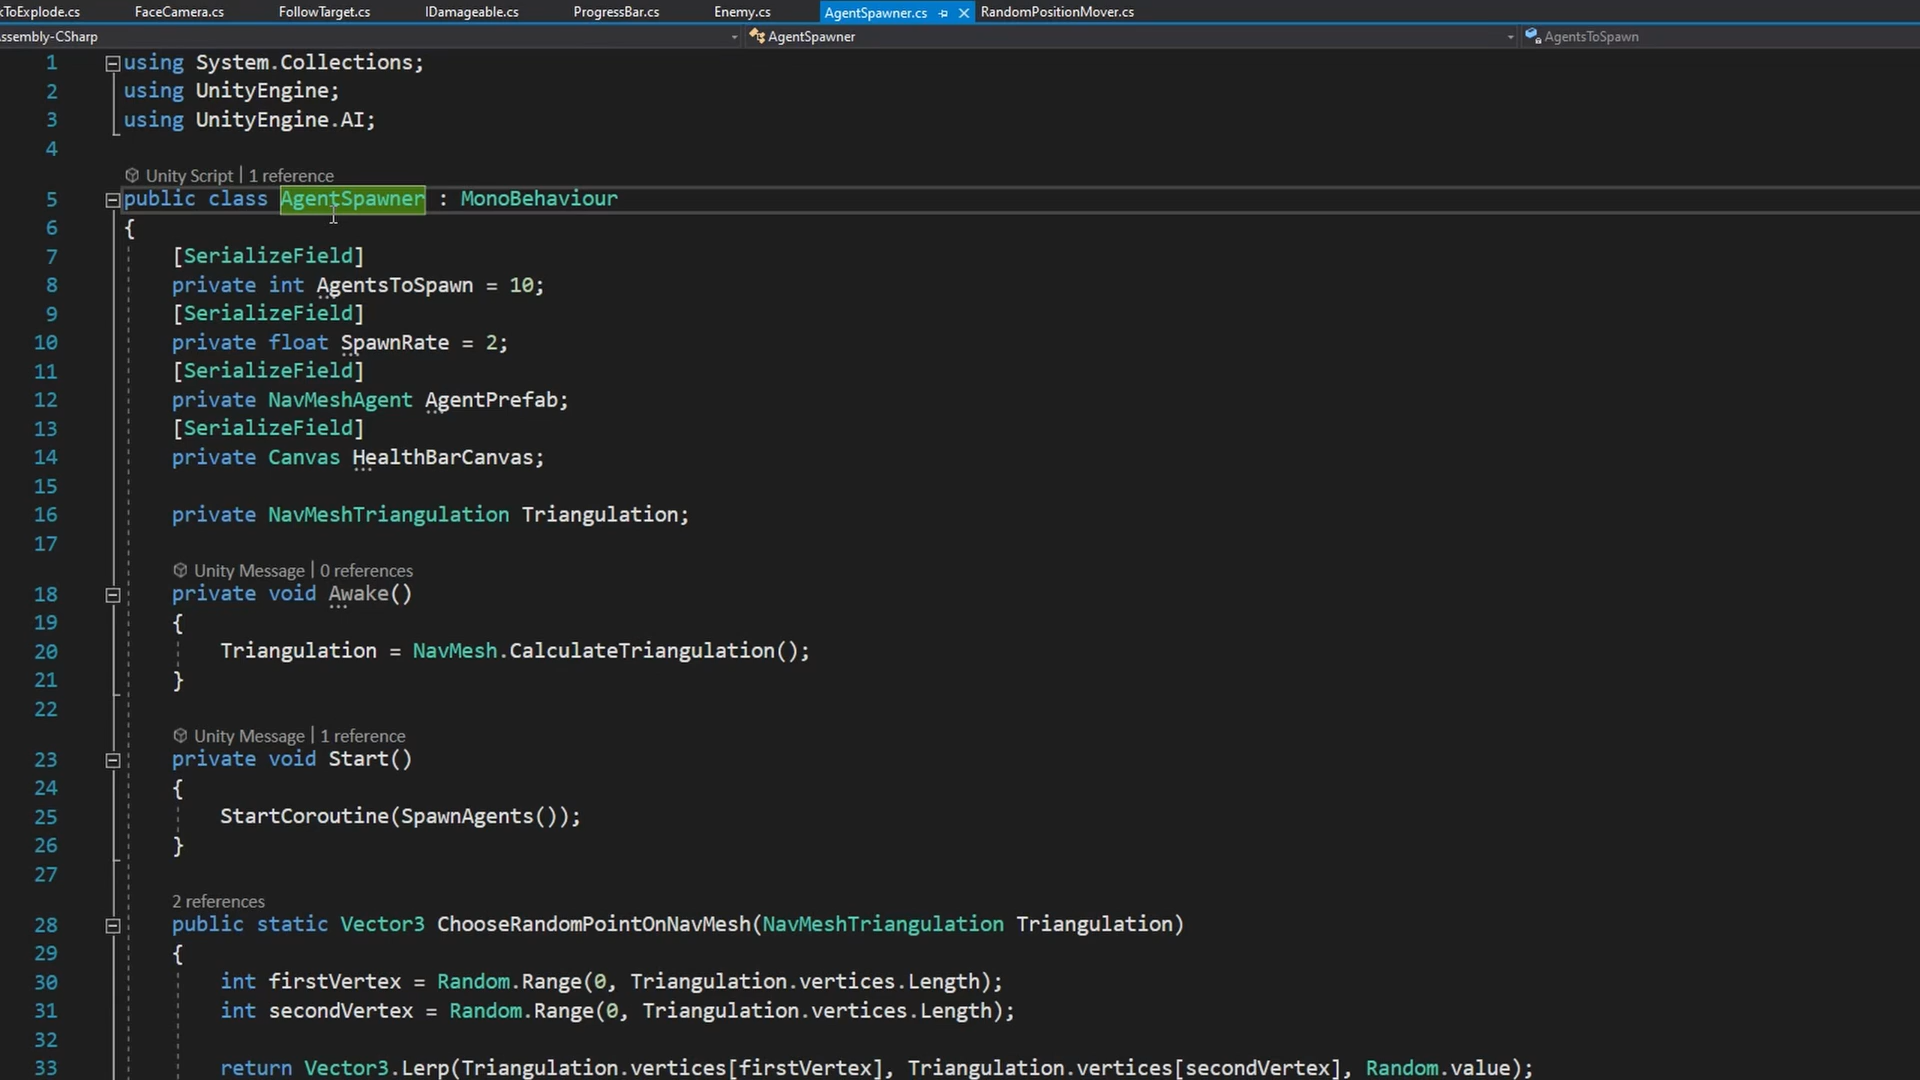 kToExplode.cs FaceCamera.cs FollowTarget.cs IDamageable.cs ProgressBar.cs Enemy.cs AgentSpawner.cs RandomPositionMover.cs
ssembly-CSharp AgentSpawner AgentsToSpawn
1 using System.Collections;
2 using UnityEngine;
3 using UnityEngine.AI;
4
Unity Script | 1 reference
5 public class AgentSpawner : MonoBehaviour
6 {
7 [SerializeField]
8 private int AgentsToSpawn = 10;
9 [SerializeField]
10 private float SpawnRate = 2;
11 [SerializeField]
12 private NavMeshAgent AgentPrefab;
13 [SerializeField]
14 private Canvas HealthBarCanvas;
15
16 private NavMeshTriangulation Triangulation;
17
Unity Message | 0 references
18 private void Awake()
19 {
20 Triangulation = NavMesh.CalculateTriangulation();
21 }
22
Unity Message | 1 reference
23 private void Start()
24 {
25 StartCoroutine(SpawnAgents());
26 }
27
2 references
28 public static Vector3 ChooseRandomPointOnNavMesh(NavMeshTriangulation Triangulation)
29 {
30 int firstVertex = Random.Range(0, Triangulation.vertices.Length);
31 int secondVertex = Random.Range(0, Triangulation.vertices.Length);
32
33 return Vector3.Lerp(Triangulation.vertices[firstVertex], Triangulation.vertices[secondVertex], Random.value);